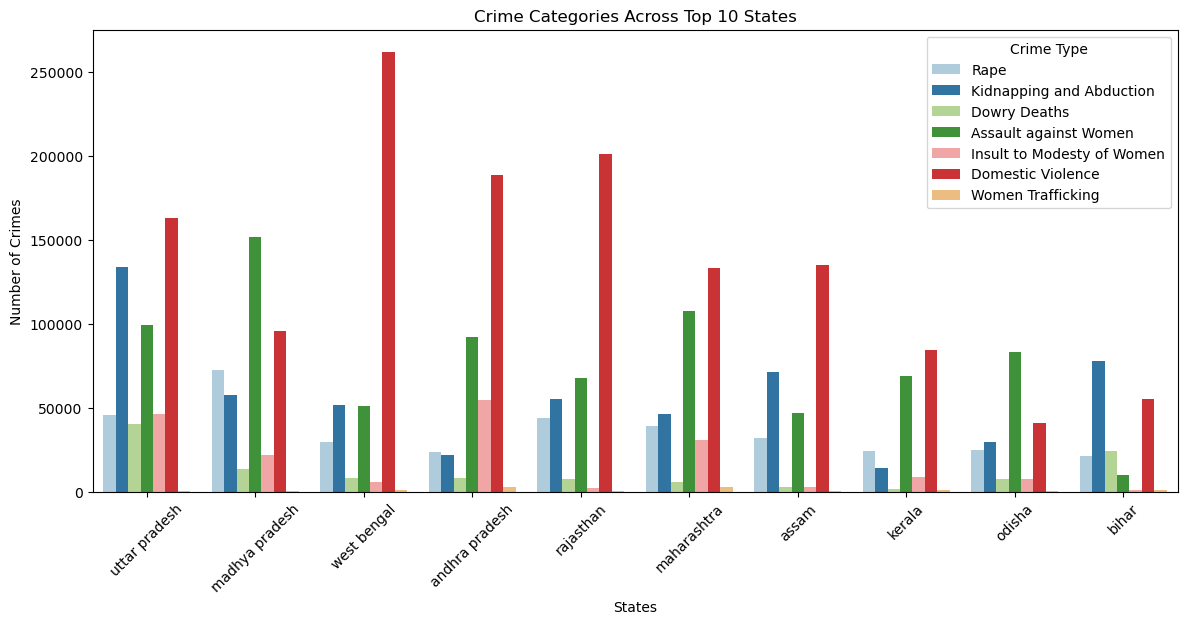 Crime Categories Across Top 10 States
Crime Type
Rape
Kidnapping and Abduction
Dowry Deaths
Assault against Women
Insult to Modesty of Women
Domestic Violence
Women Trafficking
Number of Crimes
250000
200000
150000
100000
50000
0
uttar pradesh
madhya pradesh
west bengal
andhra pradesh
rajasthan
maharashtra
assam
kerala
odisha
bihar
States